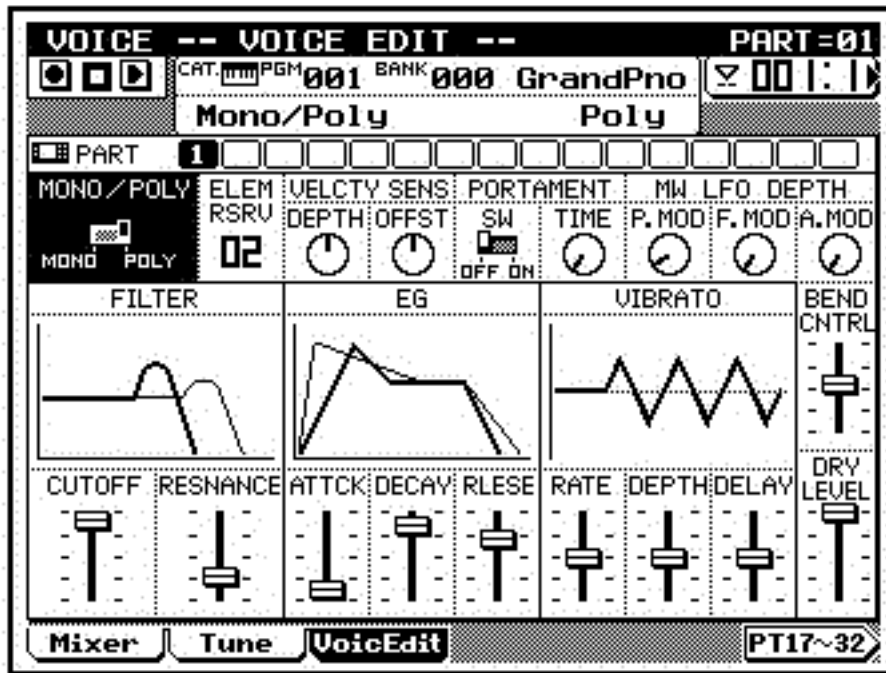 VOICE -- VOICE EDIT -- PART=01
CAT. PGM 001 BANK 000 GrandPno 001:1
Mono/Poly Poly
PART 1
MONO/POLY ELEM RSRV VELCTY SENS PORTAMENT MW LFO DEPTH
DEPTH OFFST SW TIME P.MOD F.MOD A.MOD
MONO POLY 02 OFF ON
FILTER EG VIBRATO BEND CNTRL
CUTOFF RESNANCE ATTCK DECAY RLESE RATE DEPTH DELAY DRY LEVEL
Mixer Tune VoicEdit PT17~32